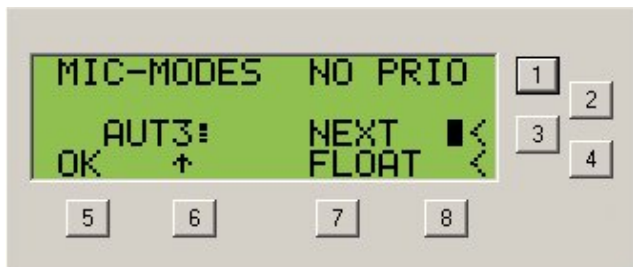 MIC-MODES NO PRIO
AUT3: NEXT <
OK ↑ FLOAT <
1
2
3
4
5 6 7 8